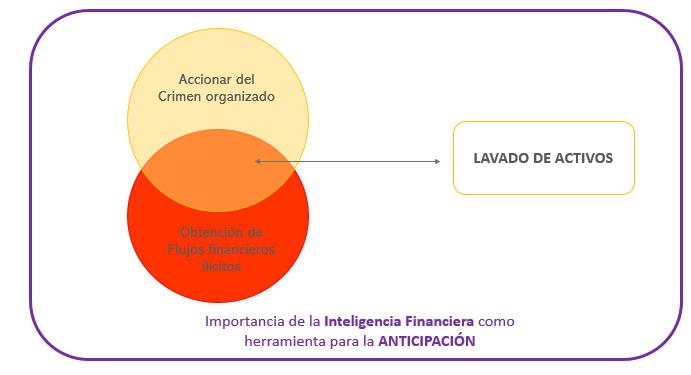 Accionar del
Crimen organizado
LAVADO DE ACTIVOS
Obtención de
Flujos financieros
ilícitos
Importancia de la Inteligencia Financiera como
herramienta para la ANTICIPACIÓN